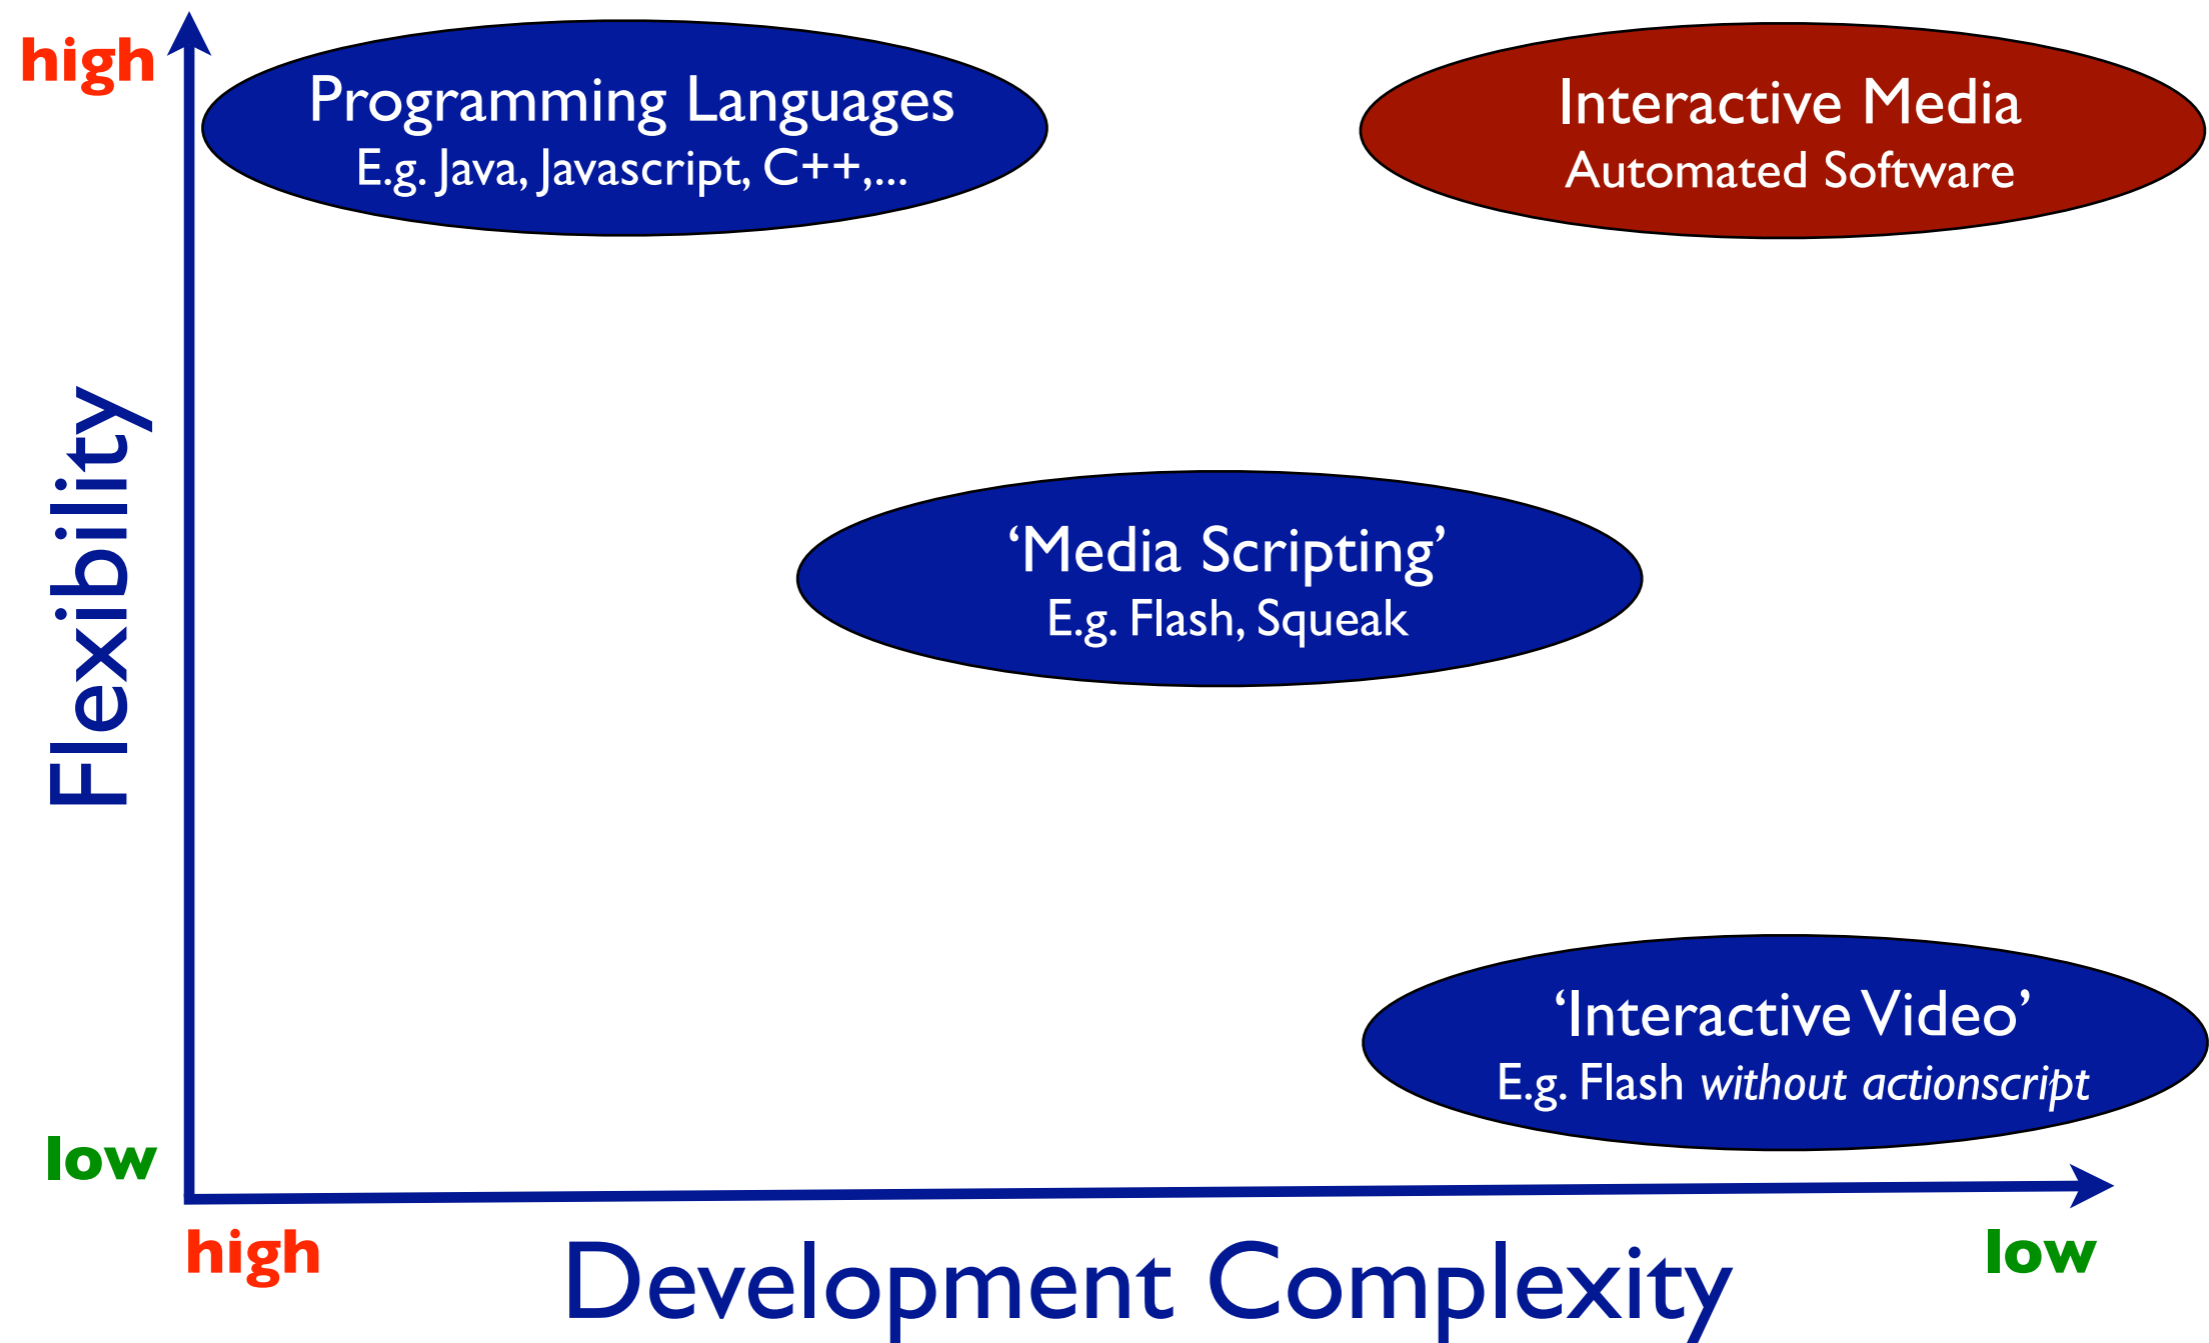 high
Programming Languages
E.g. Java, Javascript, C++,...
Interactive Media
Automated Software
Flexibility
‘Media Scripting’
E.g. Flash, Squeak
‘Interactive Video’
E.g. Flash without actionscript
low
high
Development Complexity
low